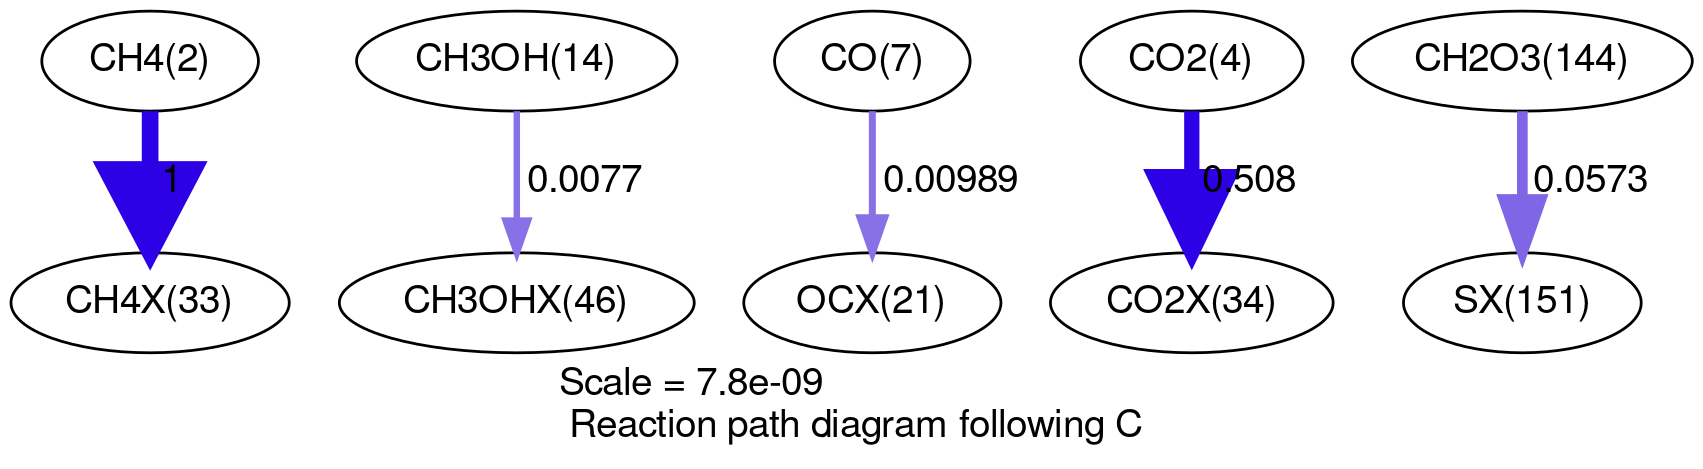 CH4(2) CH3OH(14) CO(7) CO2(4) CH2O3(144)
1 0.0077 0.00989 0.508 0.0573
CH4X(33) CH3OHX(46) OCX(21) CO2X(34) SX(151)
Scale = 7.8e-09
Reaction path diagram following C